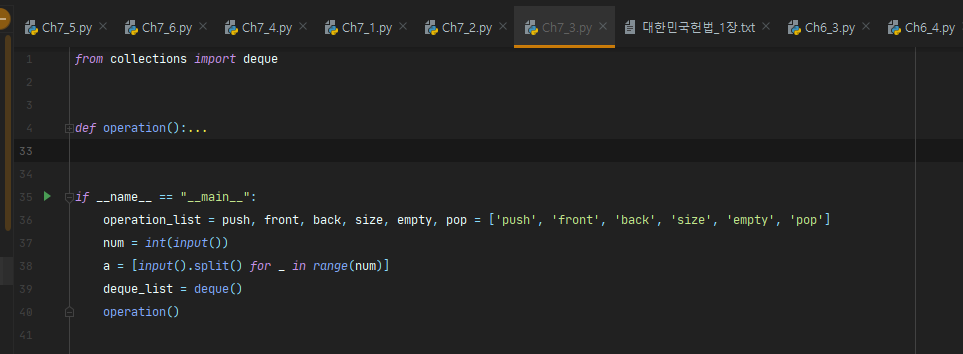 Ch7_5.py Ch7_6.py Ch7_4.py Ch7_1.py Ch7_2.py Ch7_3.py 대한민국헌법_1장.txt Ch6_3.py Ch6_4.py
1 from collections import deque
2
3
4 def operation():...
33
34
35 if __name__ == "__main__":
36 operation_list = push, front, back, size, empty, pop = ['push', 'front', 'back', 'size', 'empty', 'pop']
37 num = int(input())
38 a = [input().split() for _ in range(num)]
39 deque_list = deque()
40 operation()
41